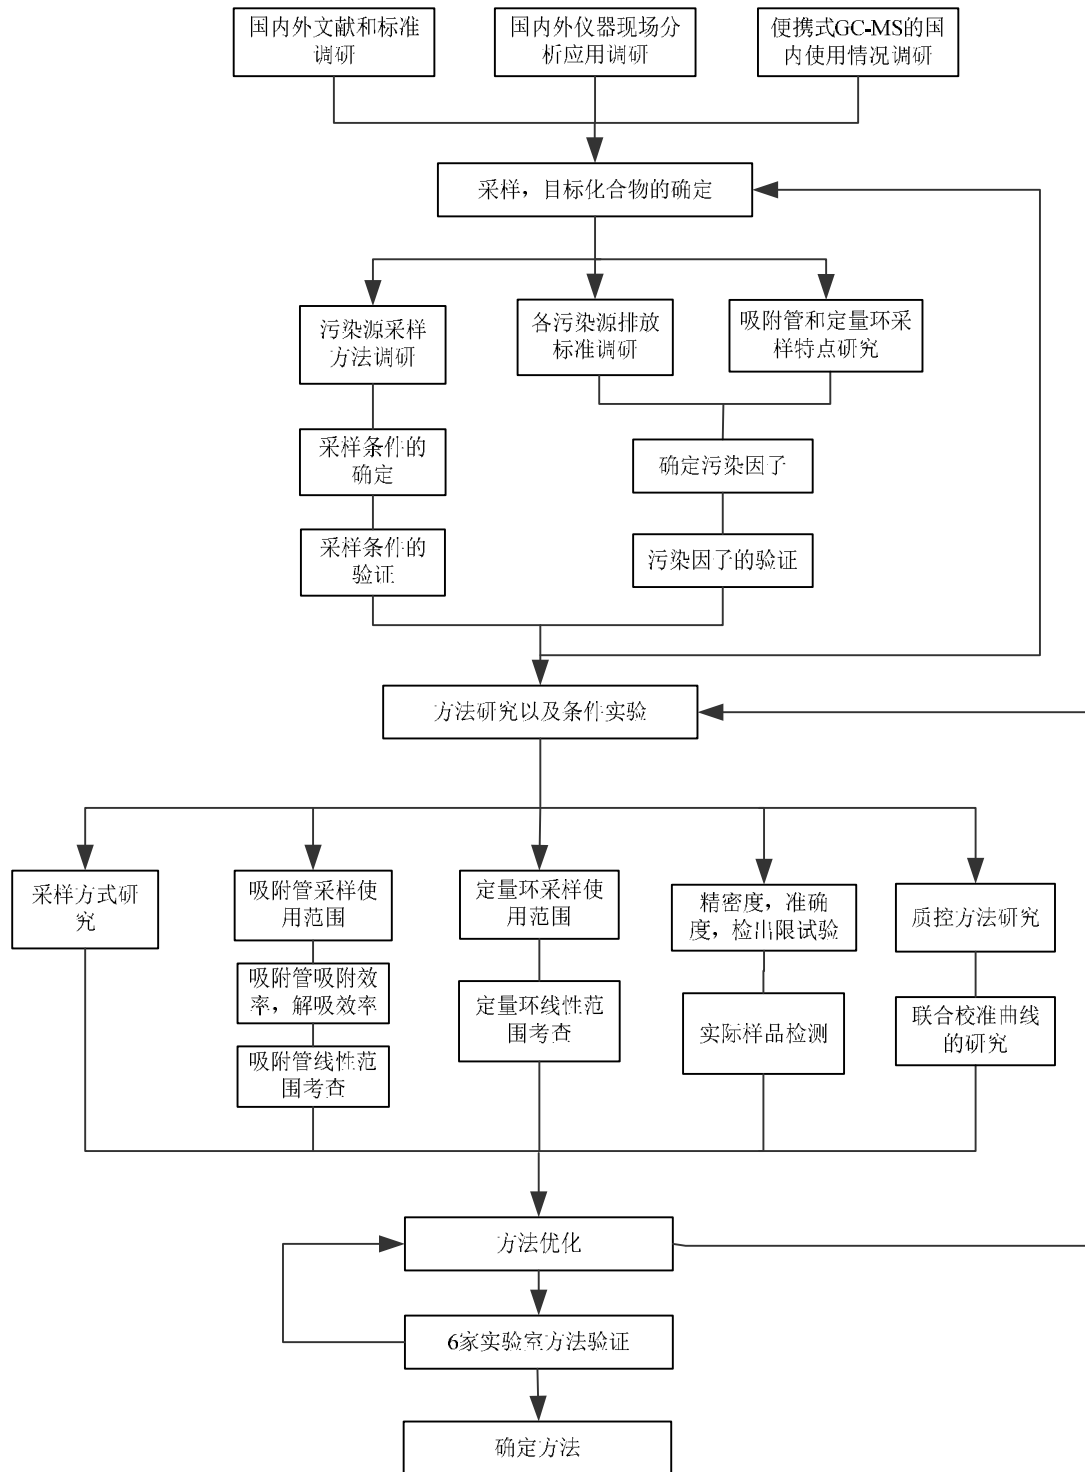 国内外文献和标准
调研
国内外仪器现场分
析应用调研
便携式GC-MS的国
内使用情况调研
采样，目标化合物的确定
污染源采样
方法调研
各污染源排放
标准调研
吸附管和定量环采
样特点研究
采样条件的
确定
确定污染因子
采样条件的
验证
污染因子的验证
方法研究以及条件实验
采样方式研
究
吸附管采样使
用范围
定量环采样使
用范围
精密度，准确
度，检出限试验
质控方法研究
吸附管吸附效
率，解吸效率
定量环线性范
围考查
实际样品检测
联合校准曲线
的研究
吸附管线性范
围考查
方法优化
6家实验室方法验证
确定方法